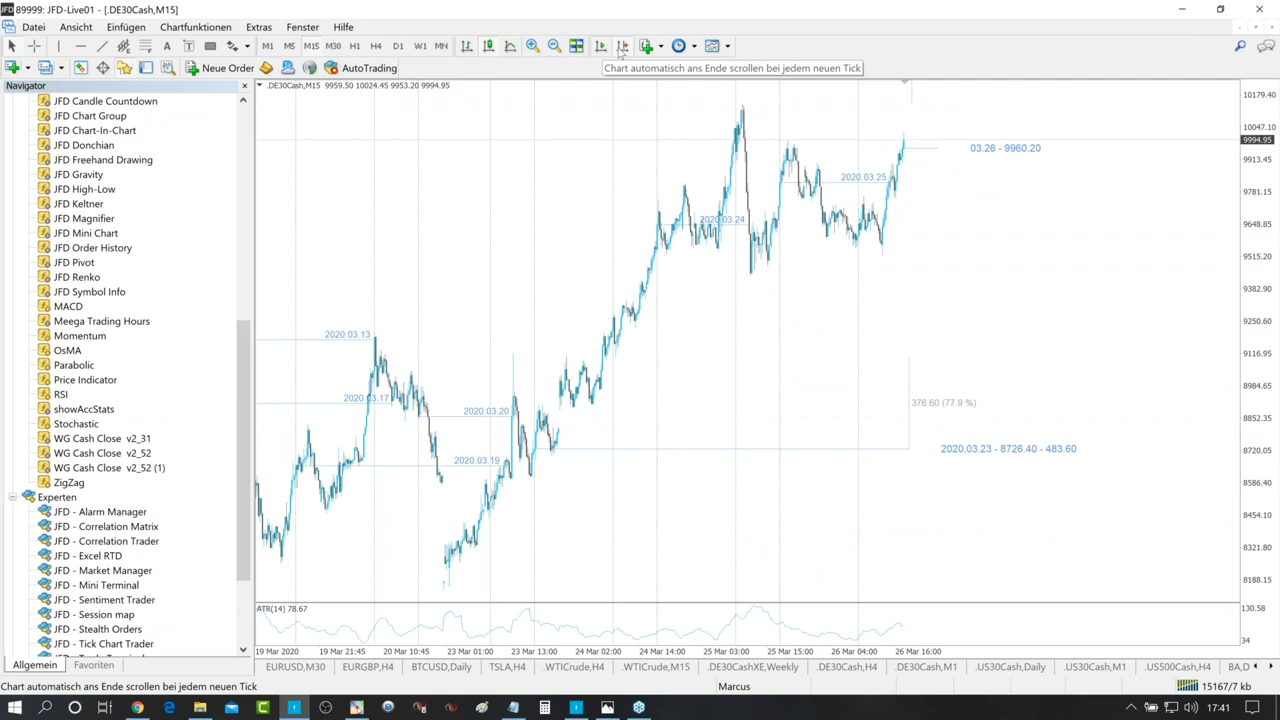 89999: JFD-Live01 - [.DE30Cash,M15]
Datei Ansicht Einfügen Chartfunktionen Extras Fenster Hilfe
A T M1 M5 M15 M30 H1 H4 D1 W1 MN
New Order AutoTrading
Chart automatisch ans Ende scrollen bei jedem neuen Tick
Navigator
JFD Candle Countdown
JFD Chart Group
JFD Chart-In-Chart
JFD Donchian
JFD Freehand Drawing
JFD Gravity
JFD High-Low
JFD Keltner
JFD Magnifier
JFD Mini Chart
JFD Order History
JFD Pivot
JFD Renko
JFD Symbol Info
MACD
Meega Trading Hours
Momentum
OsMA
Parabolic
Price Indicator
RSI
showAccStats
Stochastic
WG Cash Close v2_31
WG Cash Close v2_52
WG Cash Close v2_52 (1)
ZigZag
Experten
JFD - Alarm Manager
JFD - Correlation Matrix
JFD - Correlation Trader
JFD - Excel RTD
JFD - Market Manager
JFD - Mini Terminal
JFD - Sentiment Trader
JFD - Session map
JFD - Stealth Orders
JFD - Tick Chart Trader
Allgemein Favoriten
.DE30Cash,M15 9959.50 10024.45 9953.20 9994.95
03.26 - 9960.20
2020.03.25
2020.03.24
2020.03.13
2020.03.17
2020.03.20
2020.03.19
376.60 (77.9 %)
2020.03.23 - 8726.40 - 483.60
10179.40
10047.10
9994.95
9913.45
9781.15
9648.85
9515.20
9382.90
9250.60
9116.95
8984.65
8852.35
8720.05
8586.40
8454.10
8321.80
8188.15
ATR(14) 78.67
130.58
34
19 Mar 2020 19 Mar 21:45 20 Mar 10:45 23 Mar 01:00 23 Mar 13:00 24 Mar 02:00 24 Mar 14:00 25 Mar 03:00 25 Mar 15:00 26 Mar 04:00 26 Mar 16:00
EURUSD,M30 EURGBP,H4 BTCUSD,Daily TSLA,H4 .WTICrude,H4 .WTICrude,M15 .DE30CashXE,Weekly .DE30Cash,H4 .DE30Cash,M1 .US30Cash,Daily .US30Cash,M1 .US500Cash,H4 BA,D
Chart automatisch ans Ende scrollen bei jedem neuen Tick Marcus 15167/7 kb
17:41